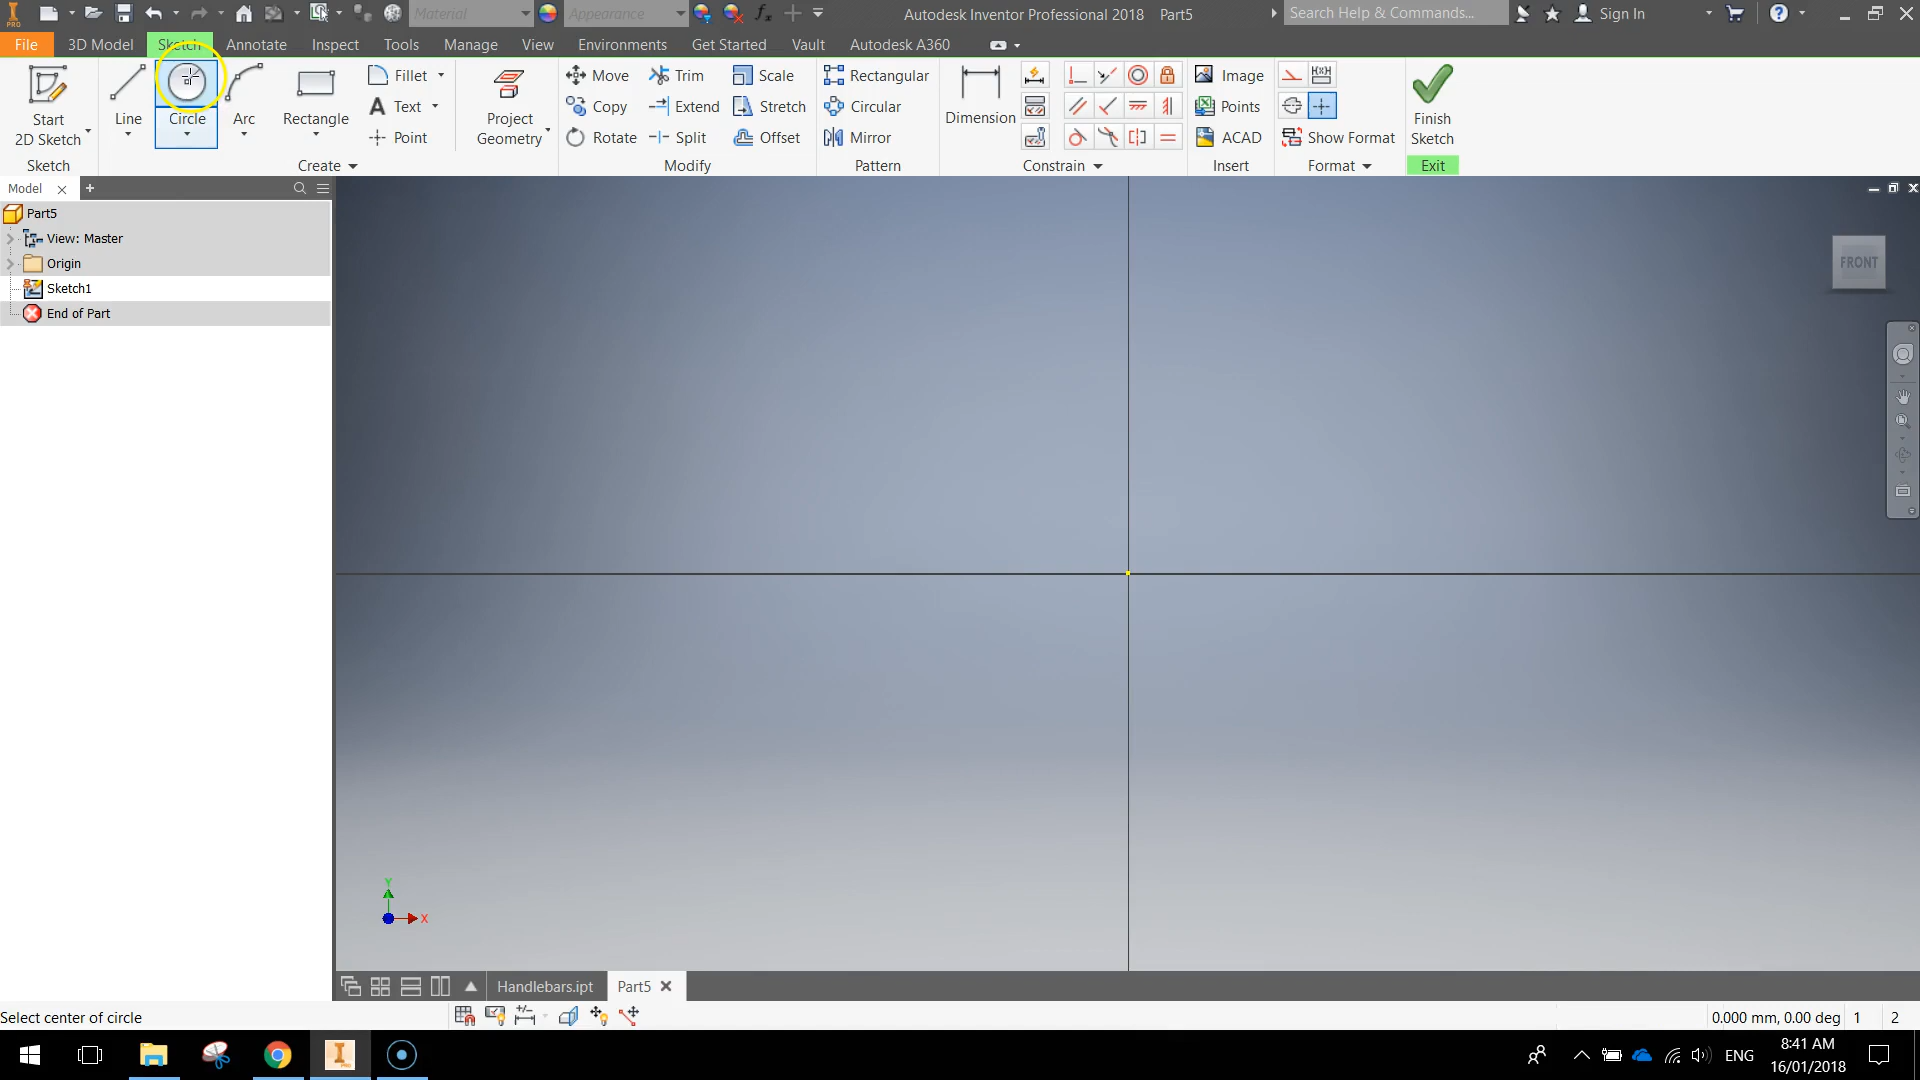 PRO Material Appearance fx Autodesk Inventor Professional 2018 Part5 Search Help & Commands... Sign In
File 3D Model Sketch Annotate Inspect Tools Manage View Environments Get Started Vault Autodesk A360
Start
2D Sketch
Line Circle Arc Rectangle
Fillet
Text
Point
Project
Geometry
Move Trim Scale
Copy Extend Stretch
Rotate Split Offset
Rectangular
Circular
Mirror
Dimension
Image
Points
ACAD
Show Format
Finish
Sketch
Sketch Create Modify Pattern Constrain Insert Format Exit
Model
Part5
View: Master
Origin
Sketch1
End of Part
FRONT
Y
X
Handlebars.ipt Part5
Select center of circle 0.000 mm, 0.00 deg 1 2
ENG 8:41 AM
16/01/2018